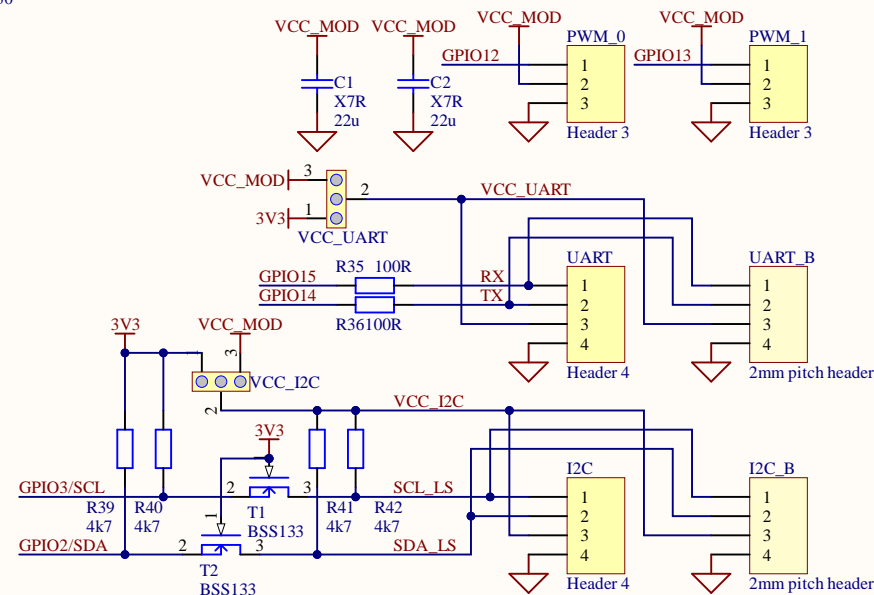 VCC_MOD VCC_MOD VCC_MOD VCC_MOD
PWM_0 PWM_1
GPIO12 1 GPIO13 1
C1 C2 2 2
X7R X7R 3 3
22u 22u Header 3 Header 3
VCC_MOD 3
2 VCC_UART
3V3 1
VCC_UART
UART UART_B
R35 100R
GPIO15 RX 1 1
GPIO14 TX 2 2
R36100R 3 3
4 4
Header 4 2mm pitch header
3V3 VCC_MOD
1 3
VCC_I2C
2 VCC_I2C
3V3
I2C I2C_B
GPIO3/SCL 2 3 SCL_LS 1 1
R39 R40 T1 R41 R42
4k7 4k7 BSS133 4k7 4k7
1 2 2
GPIO2/SDA 2 3 SDA_LS 3 3
T2 4 4
BSS133 Header 4 2mm pitch header